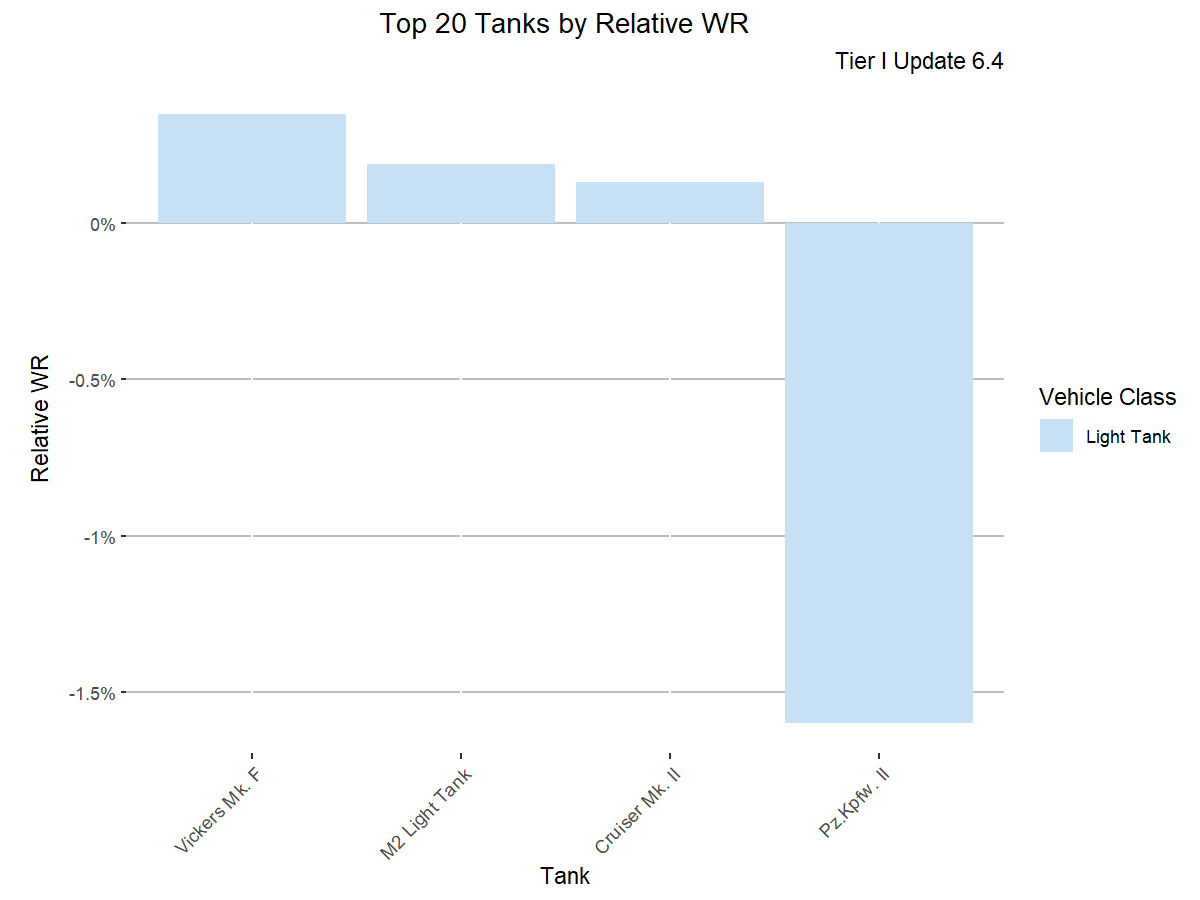 Top 20 Tanks by Relative WR
Tier I Update 6.4
Relative WR
0%
-0.5%
-1%
-1.5%
Vickers Mk. F
M2 Light Tank
Cruiser Mk. II
Pz.Kpfw. II
Tank
Vehicle Class
Light Tank